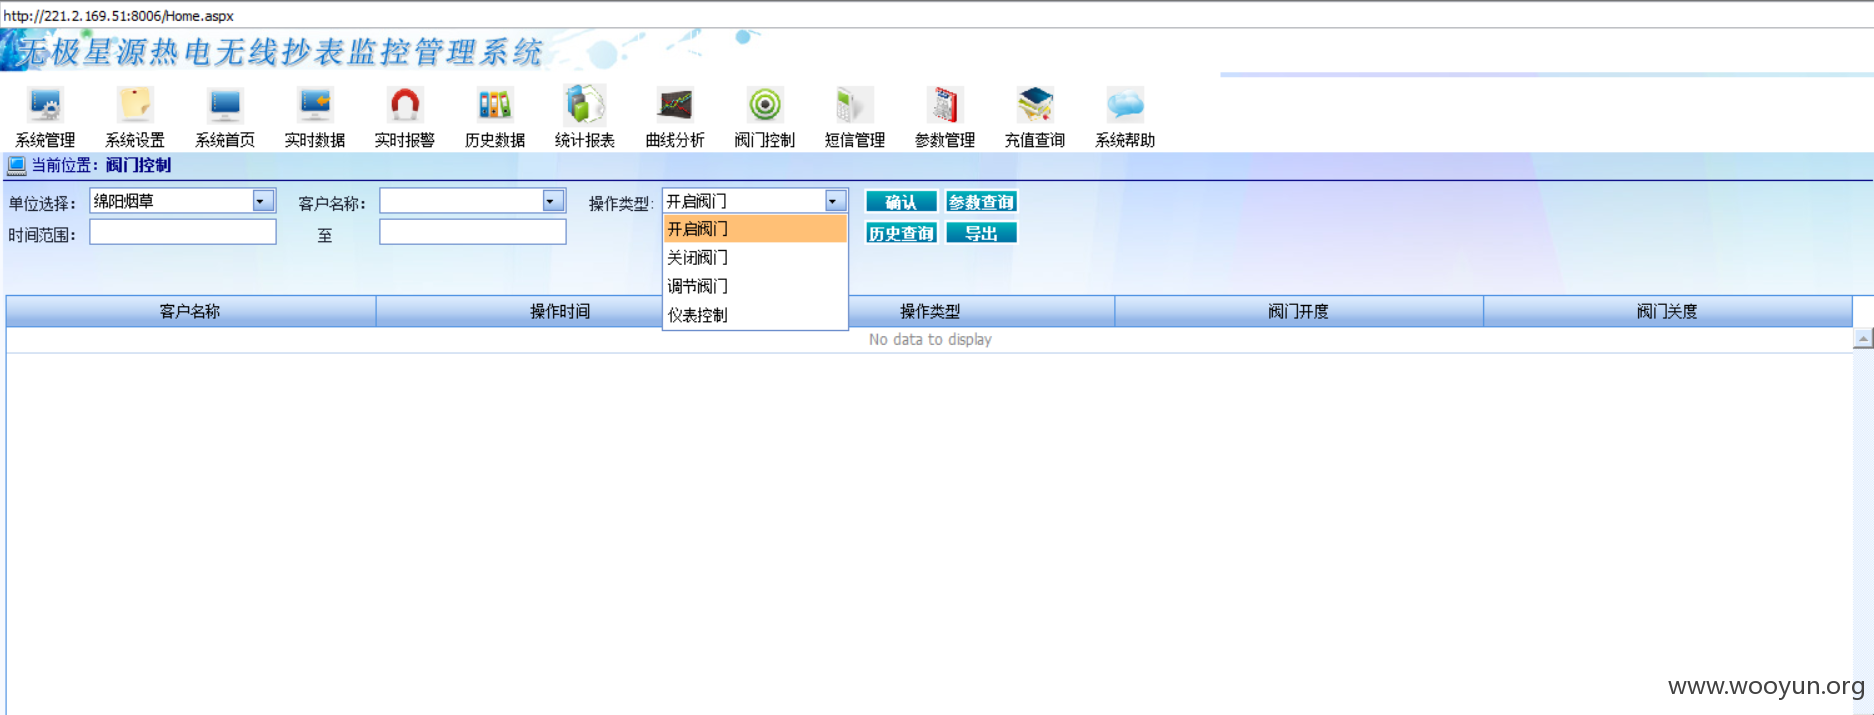 http://221.2.169.51:8006/Home.aspx
无极星源热电无线抄表监控管理系统
系统管理 系统设置 系统首页 实时数据 实时报警 历史数据 统计报表 曲线分析 阀门控制 短信管理 参数管理 充值查询 系统帮助
当前位置：阀门控制
单位选择： 绵阳烟草 客户名称： 操作类型: 开启阀门 确认 参数查询
时间范围： 至 历史查询 导出
开启阀门
关闭阀门
调节阀门
仪表控制
客户名称 操作时间 操作类型 阀门开度 阀门关度
No data to display
www.wooyun.org